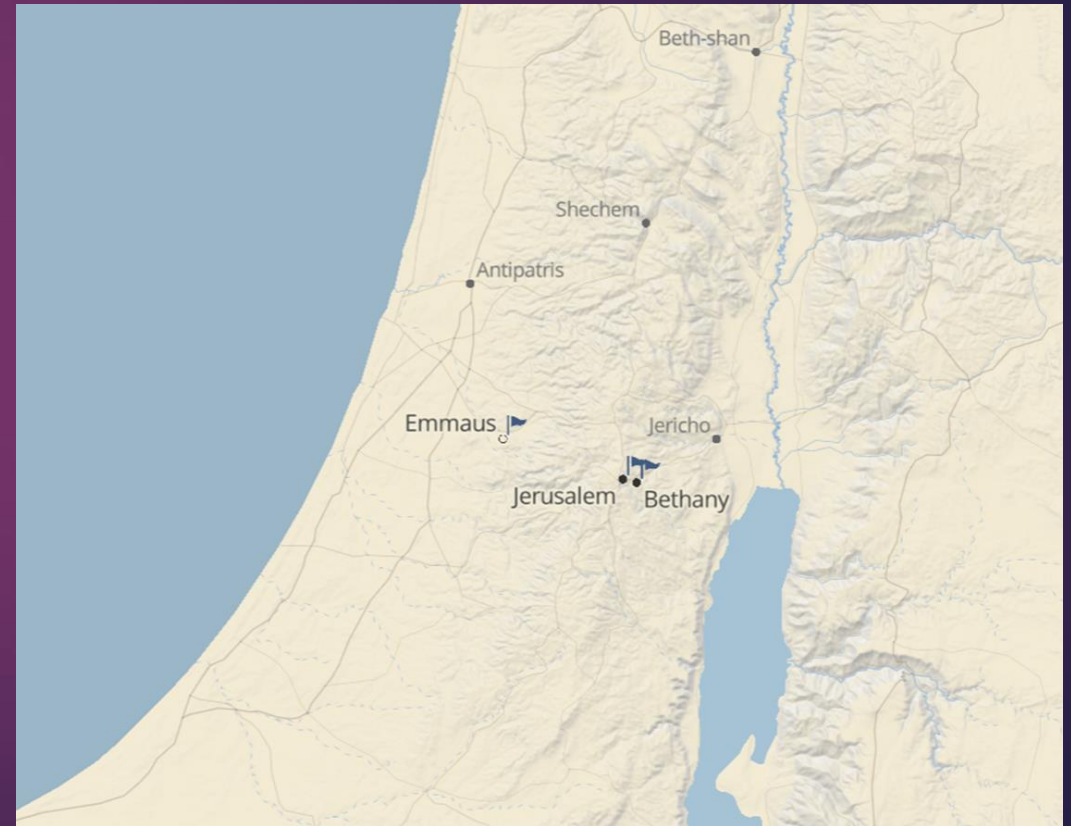 Beth-shan
Shechem
Antipatris
Emmaus
Jericho
Jerusalem
Bethany